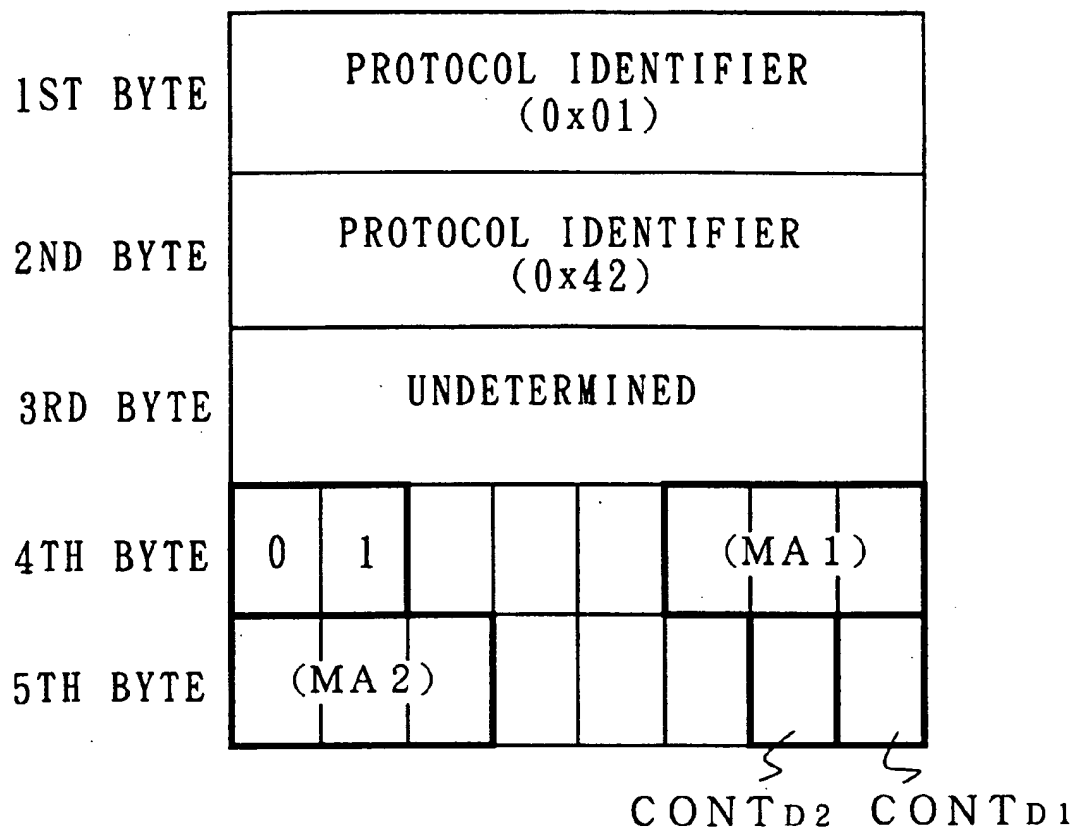 1ST BYTE
PROTOCOL IDENTIFIER
(0x01)
2ND BYTE
PROTOCOL IDENTIFIER
(0x42)
3RD BYTE
UNDETERMINED
4TH BYTE
0 1 (MA1)
5TH BYTE
(MA2)
CONTD2 CONTD1